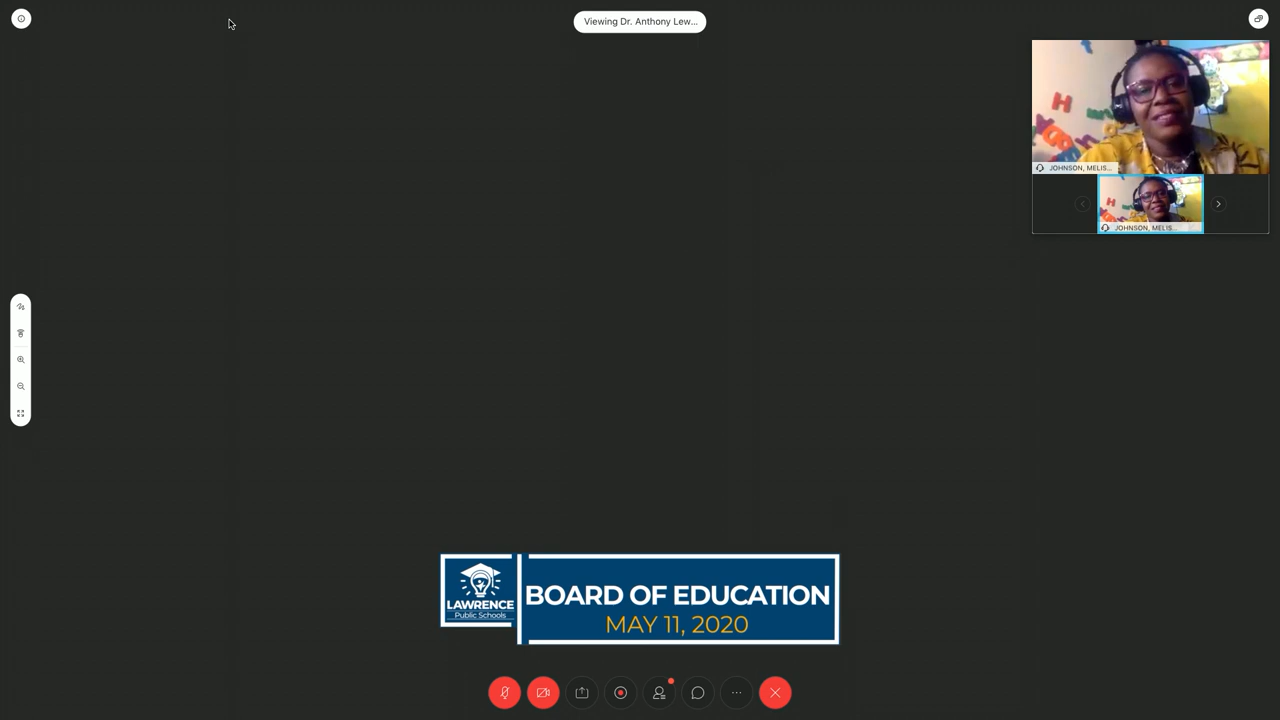 Viewing Dr. Anthony Lew...
JOHNSON, MELIS...
JOHNSON, MELIS...
LAWRENCE
Public Schools
BOARD OF EDUCATION
MAY 11, 2020